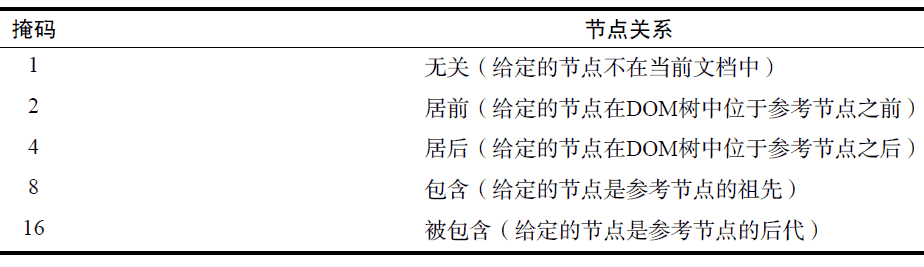 掩码 节点关系
1 无关（给定的节点不在当前文档中）
2 居前（给定的节点在DOM树中位于参考节点之前）
4 居后（给定的节点在DOM树中位于参考节点之后）
8 包含（给定的节点是参考节点的祖先）
16 被包含（给定的节点是参考节点的后代）